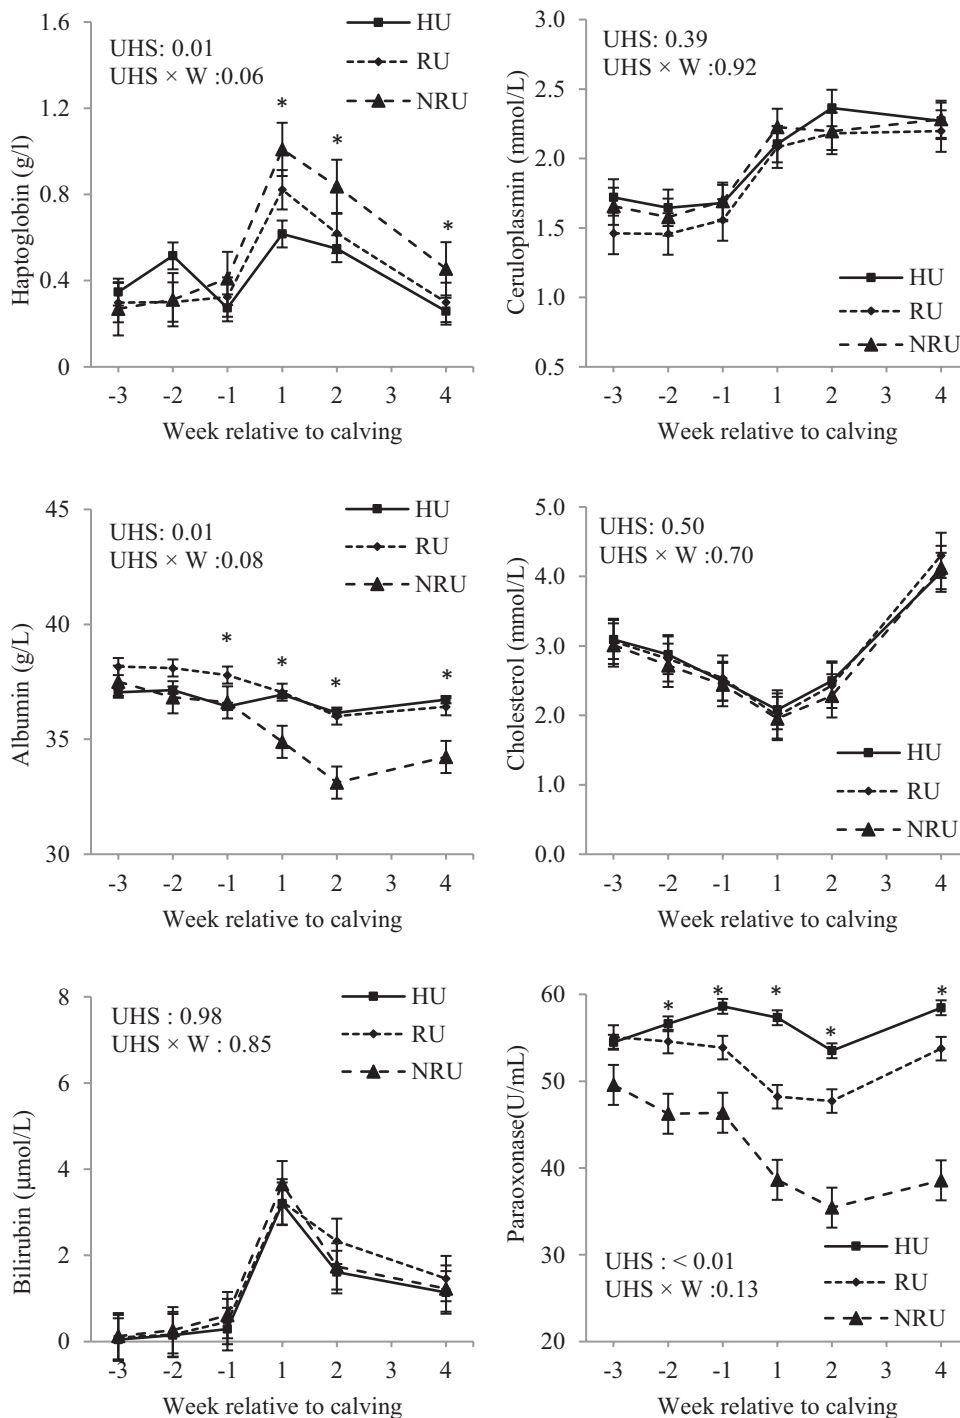 1.6
1.2
0.8
0.4
0
Haptoglobin (g/l)
UHS: 0.01
UHS × W :0.06
HU
RU
NRU
*
*
*
-3 -2 -1 1 2 4
Week relative to calving
3.0
2.5
2.0
1.5
1.0
0.5
Ceruloplasmin (mmol/L)
UHS: 0.39
UHS × W :0.92
HU
RU
NRU
-3 -2 -1 1 2 4
Week relative to calving
45
40
35
30
Albumin (g/L)
UHS: 0.01
UHS × W :0.08
HU
RU
NRU
*
*
*
*
-3 -2 -1 1 2 4
Week relative to calving
5.0
4.0
3.0
2.0
1.0
0.0
Cholesterol (mmol/L)
UHS: 0.50
UHS × W :0.70
HU
RU
NRU
-3 -2 -1 1 2 4
Week relative to calving
8
6
4
2
0
Bilirubin (µmol/L)
UHS : 0.98
UHS × W : 0.85
HU
RU
NRU
-3 -2 -1 1 2 4
Week relative to calving
60
50
40
30
20
Paraoxonase(U/mL)
*
*
*
*
*
UHS : < 0.01
UHS × W :0.13
HU
RU
NRU
-3 -2 -1 1 2 4
Week relative to calving